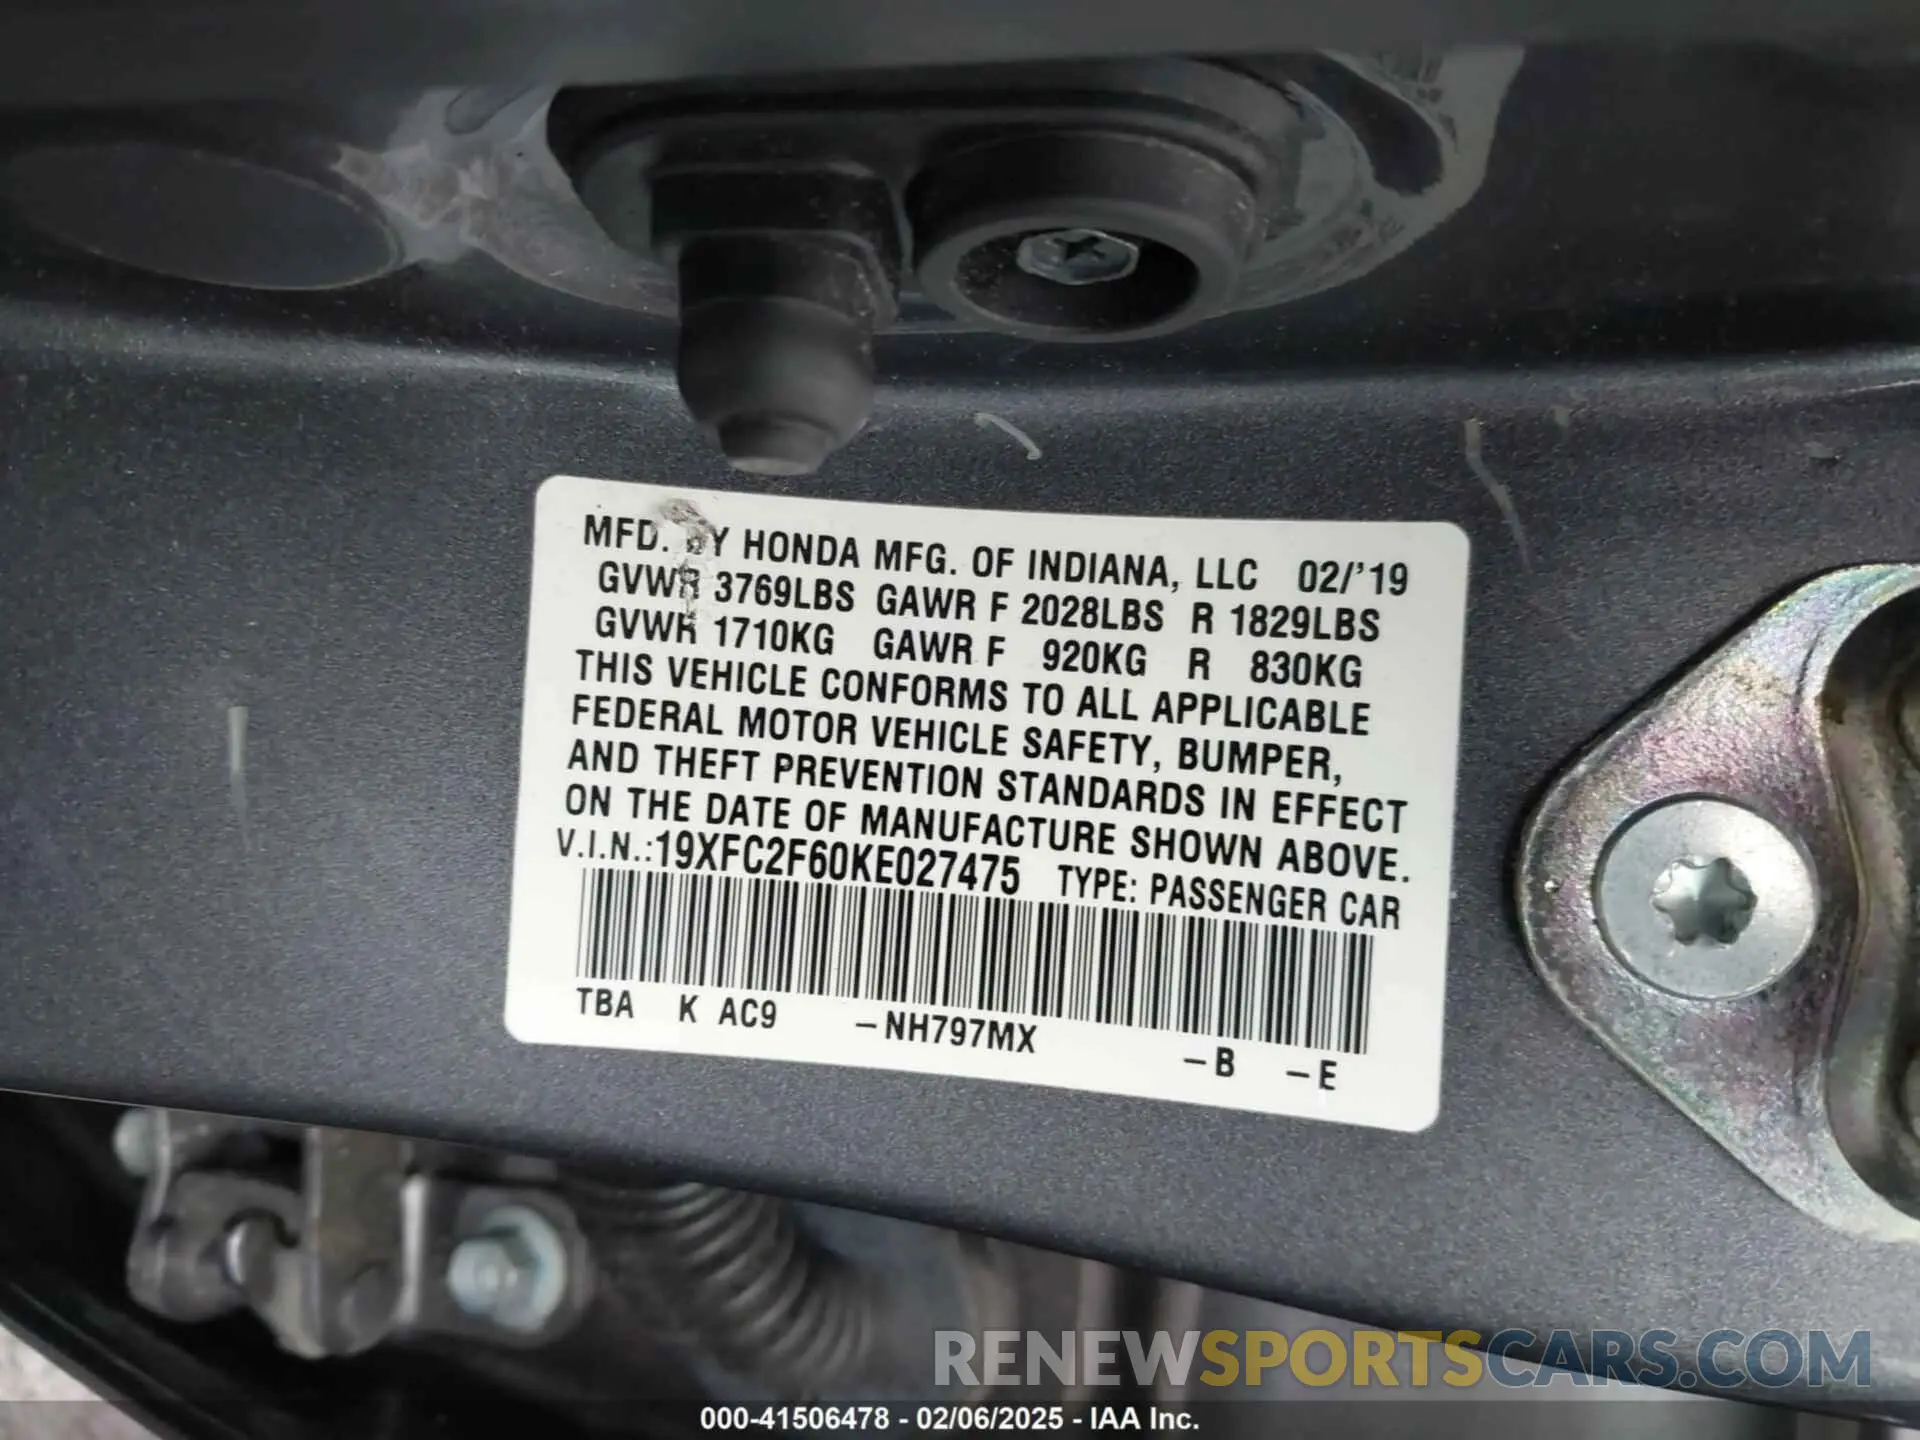 MFD. BY HONDA MFG. OF INDIANA, LLC 02/'19
GVWR 3769LBS GAWR F 2028LBS R 1829LBS
GVWR 1710KG GAWR F 920KG R 830KG
THIS VEHICLE CONFORMS TO ALL APPLICABLE
FEDERAL MOTOR VEHICLE SAFETY, BUMPER,
AND THEFT PREVENTION STANDARDS IN EFFECT
ON THE DATE OF MANUFACTURE SHOWN ABOVE.
V.I.N.:19XFC2F60KE027475 TYPE: PASSENGER CAR
TBA K AC9 –NH797MX –B –E
RENEWSPORTSCARS.COM
000-41506478 - 02/06/2025 - IAA Inc.